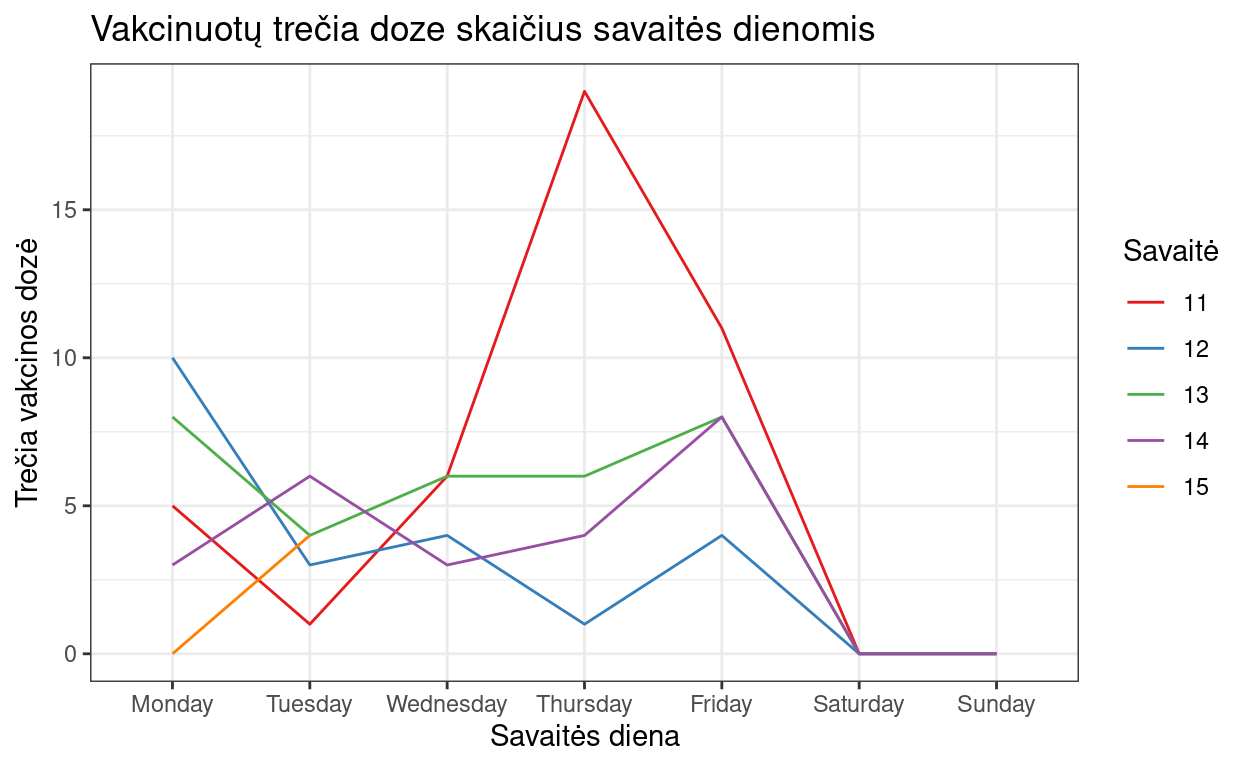 Vakcinuotų trečia doze skaičius savaitės dienomis
Trečia vakcinos dozė
15
10
5
0
Monday Tuesday Wednesday Thursday Friday Saturday Sunday
Savaitės diena
Savaitė
11
12
13
14
15